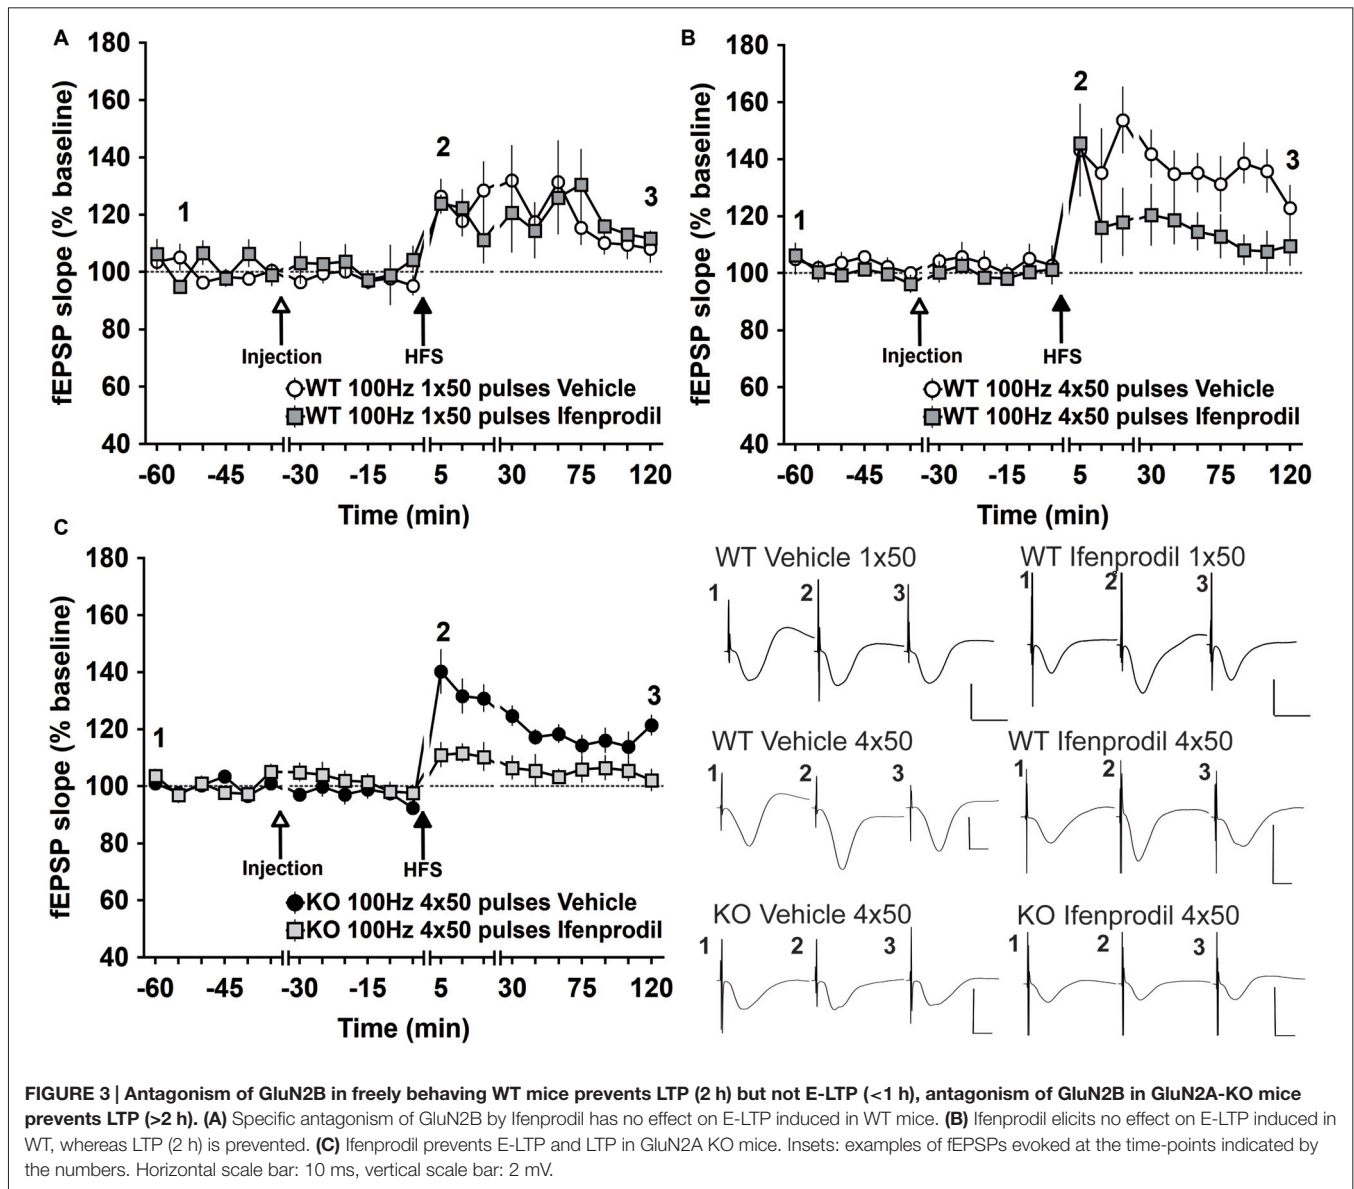 A
fEPSP slope (% baseline)
180
160
140
120
100
80
60
40
1
2
3
Injection
HFS
WT 100Hz 1x50 pulses Vehicle
WT 100Hz 1x50 pulses Ifenprodil
-60 -45 -30 -15 5 30 75 120
Time (min)
B
fEPSP slope (% baseline)
180
160
140
120
100
80
60
40
1
2
3
Injection
HFS
WT 100Hz 4x50 pulses Vehicle
WT 100Hz 4x50 pulses Ifenprodil
-60 -45 -30 -15 5 30 75 120
Time (min)
C
fEPSP slope (% baseline)
180
160
140
120
100
80
60
40
1
2
3
Injection
HFS
KO 100Hz 4x50 pulses Vehicle
KO 100Hz 4x50 pulses Ifenprodil
-60 -45 -30 -15 5 30 75 120
Time (min)
WT Vehicle 1x50
1 2 3
WT Ifenprodil 1x50
1 2 3
WT Vehicle 4x50
1 2 3
WT Ifenprodil 4x50
1 2 3
KO Vehicle 4x50
1 2 3
KO Ifenprodil 4x50
1 2 3
FIGURE 3 | Antagonism of GluN2B in freely behaving WT mice prevents LTP (2 h) but not E-LTP (<1 h), antagonism of GluN2B in GluN2A-KO mice
prevents LTP (>2 h). (A) Specific antagonism of GluN2B by Ifenprodil has no effect on E-LTP induced in WT mice. (B) Ifenprodil elicits no effect on E-LTP induced in
WT, whereas LTP (2 h) is prevented. (C) Ifenprodil prevents E-LTP and LTP in GluN2A KO mice. Insets: examples of fEPSPs evoked at the time-points indicated by
the numbers. Horizontal scale bar: 10 ms, vertical scale bar: 2 mV.